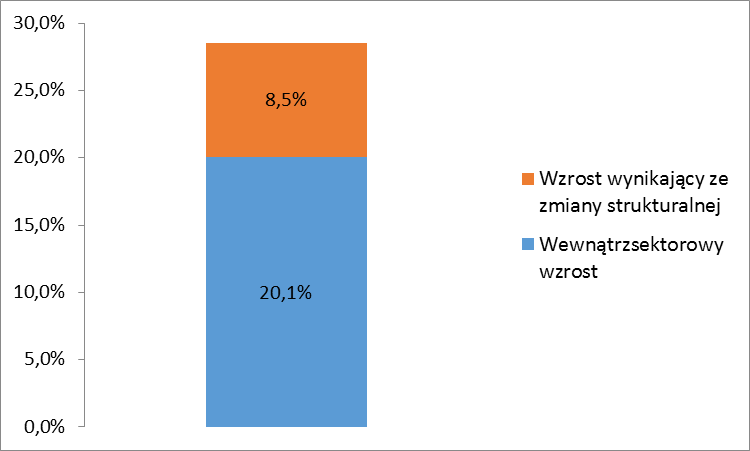 30,0%
25,0%
20,0%
15,0%
10,0%
5,0%
0,0%
8,5%
20,1%
Wzrost wynikający ze
zmiany strukturalnej
Wewnątrzsektorowy
wzrost